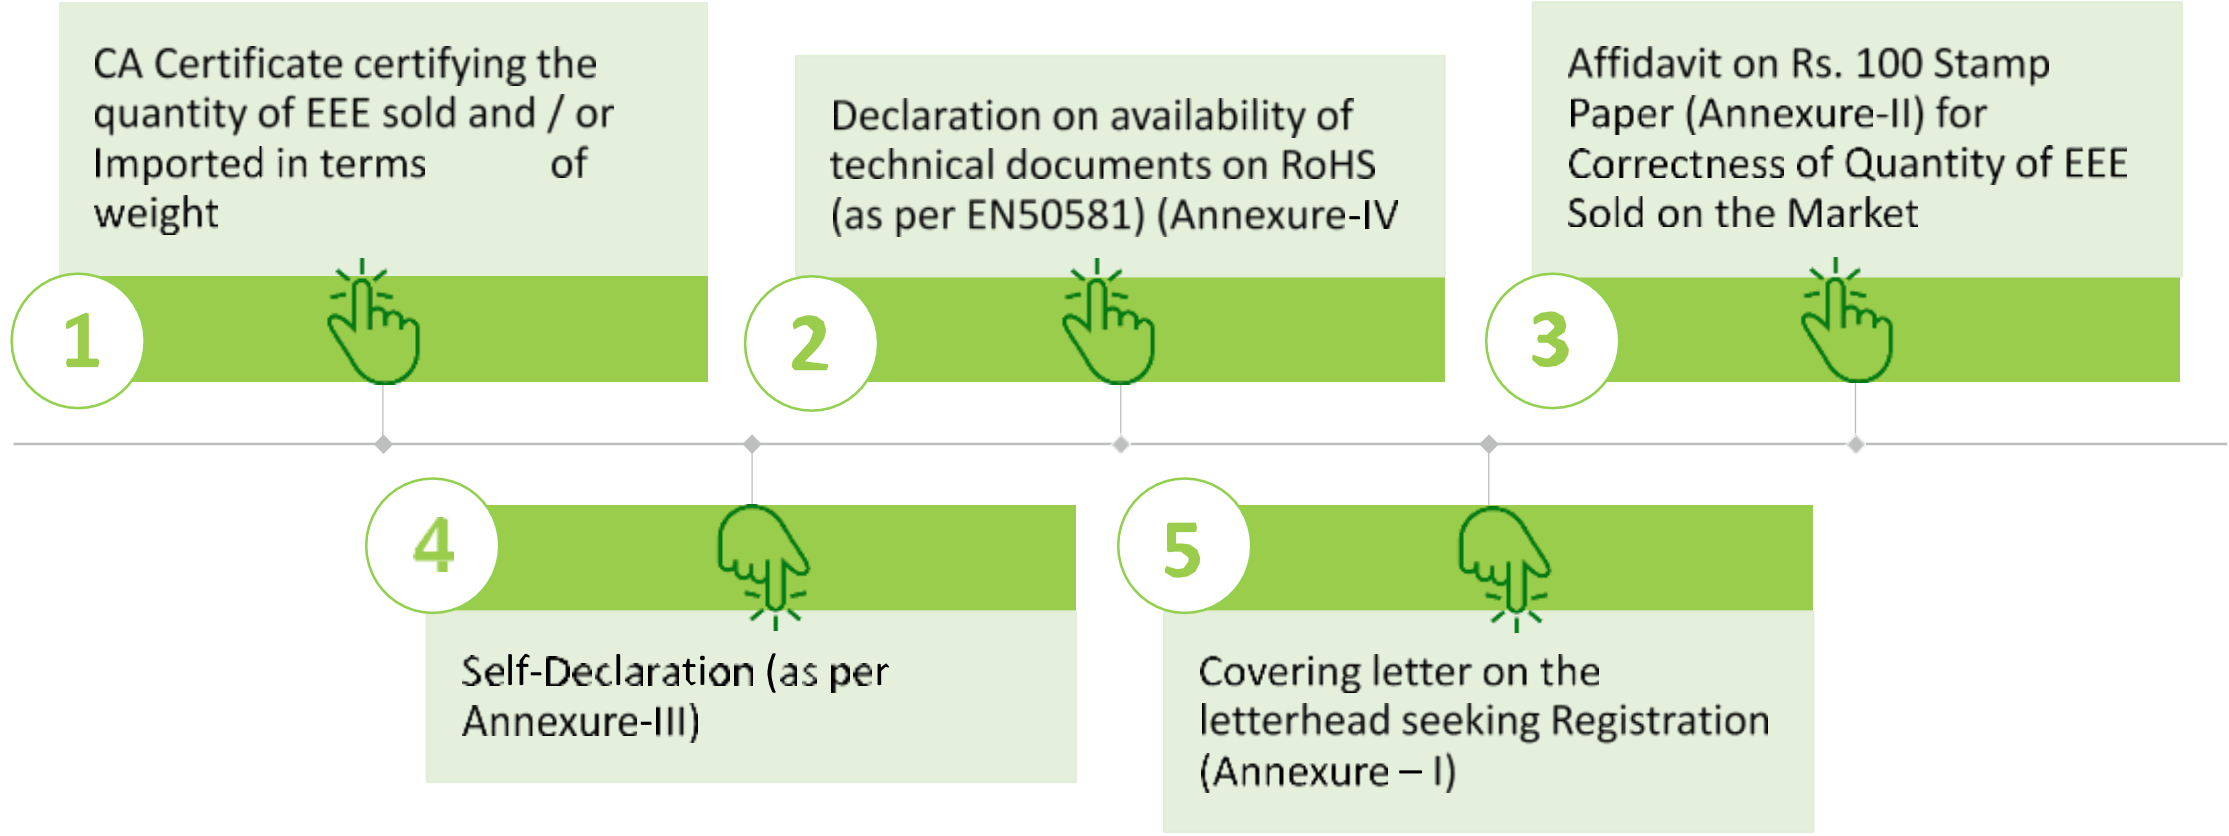 CA Certificate certifying the
quantity of EEE sold and / or
Imported in terms of
weight
1
Declaration on availability of
technical documents on RoHS
(as per EN50581) (Annexure-IV
2
Affidavit on Rs. 100 Stamp
Paper (Annexure-II) for
Correctness of Quantity of EEE
Sold on the Market
3
4
Self-Declaration (as per
Annexure-III)
5
Covering letter on the
letterhead seeking Registration
(Annexure – I)